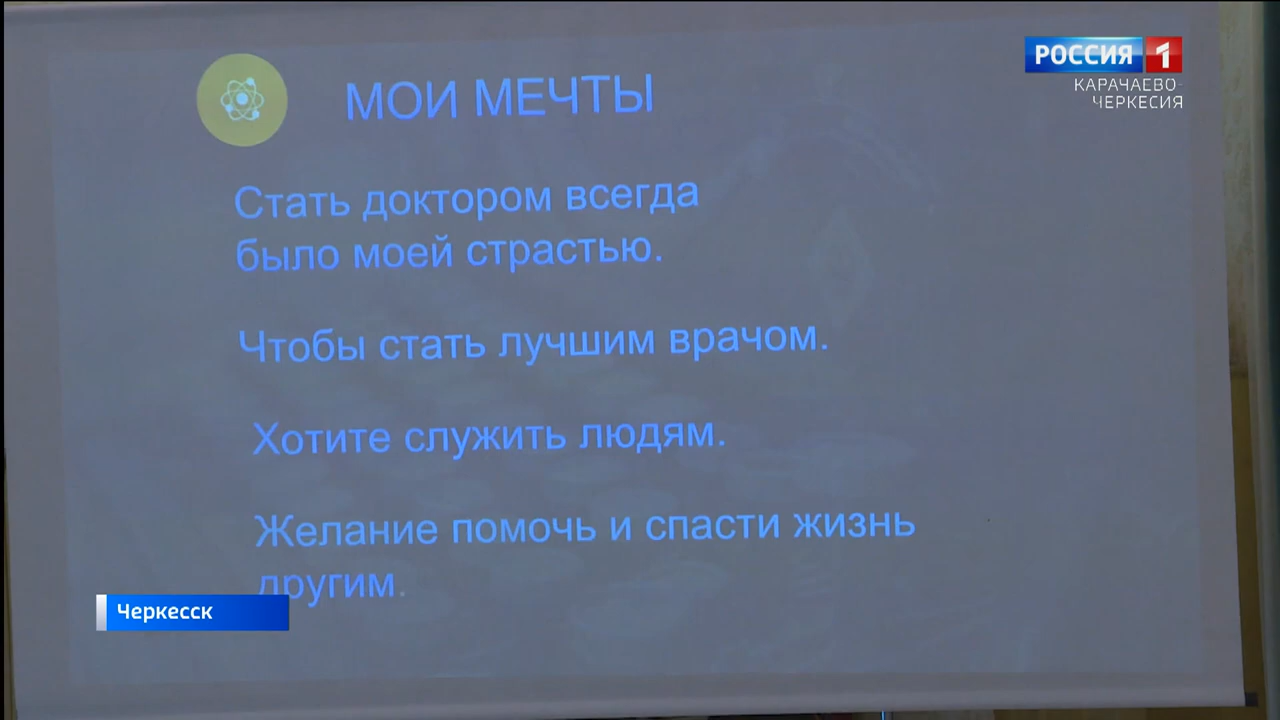 РОССИЯ 1
КАРАЧАЕВО-
ЧЕРКЕСИЯ
МОИ МЕЧТЫ
Стать доктором всегда
было моей страстью.
Чтобы стать лучшим врачом.
Хотите служить людям.
Желание помочь и спасти жизнь
другим.
Черкесск